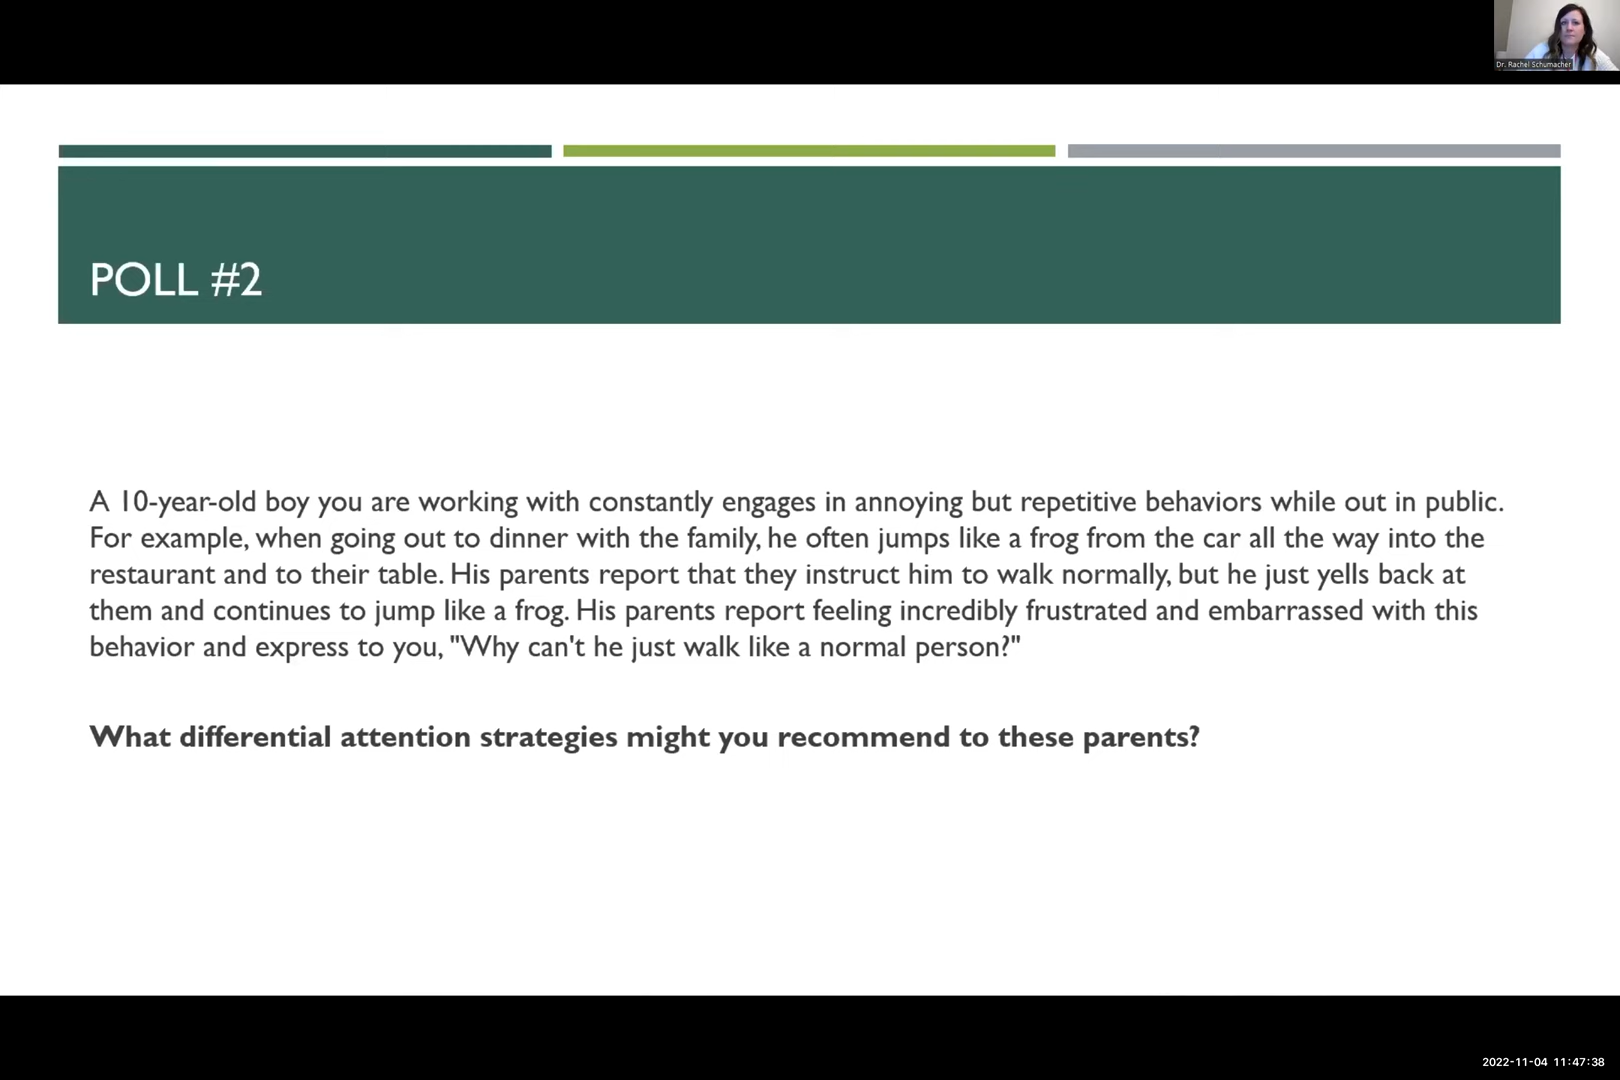 Dr. Rachel Schumacher
POLL #2
A 10-year-old boy you are working with constantly engages in annoying but repetitive behaviors while out in public.
For example, when going out to dinner with the family, he often jumps like a frog from the car all the way into the
restaurant and to their table. His parents report that they instruct him to walk normally, but he just yells back at
them and continues to jump like a frog. His parents report feeling incredibly frustrated and embarrassed with this
behavior and express to you, "Why can't he just walk like a normal person?"
What differential attention strategies might you recommend to these parents?
2022-11-04 11:47:38